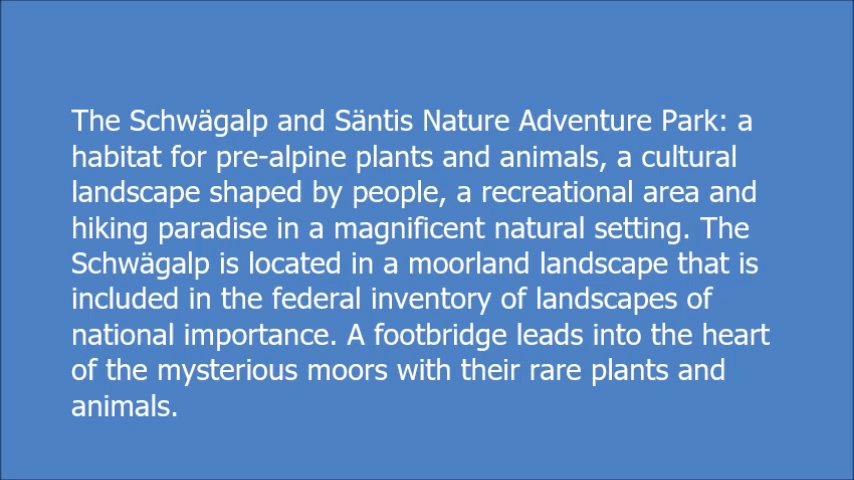 The Schwägalp and Säntis Nature Adventure Park: a
habitat for pre-alpine plants and animals, a cultural
landscape shaped by people, a recreational area and
hiking paradise in a magnificent natural setting. The
Schwägalp is located in a moorland landscape that is
included in the federal inventory of landscapes of
national importance. A footbridge leads into the heart
of the mysterious moors with their rare plants and
animals.